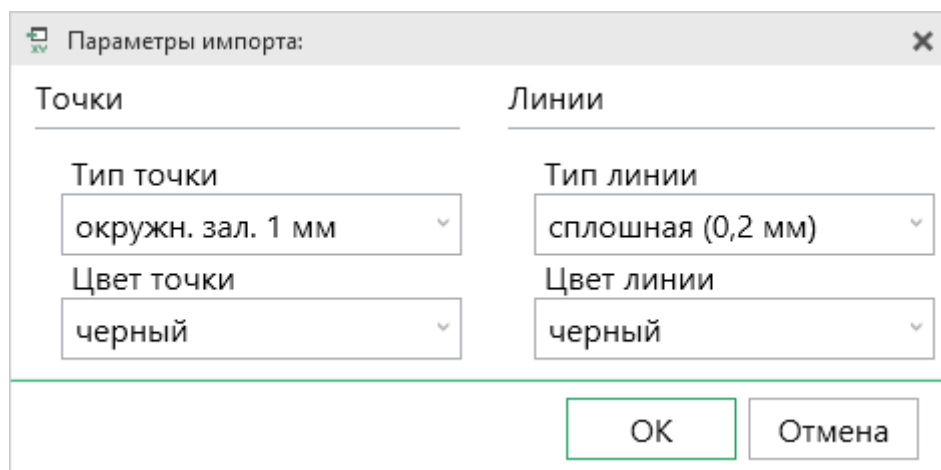 Параметры импорта:
Точки
Линии
Тип точки
Тип линии
окружн. зал. 1 мм
сплошная (0,2 мм)
Цвет точки
Цвет линии
черный
черный
ОК
Отмена